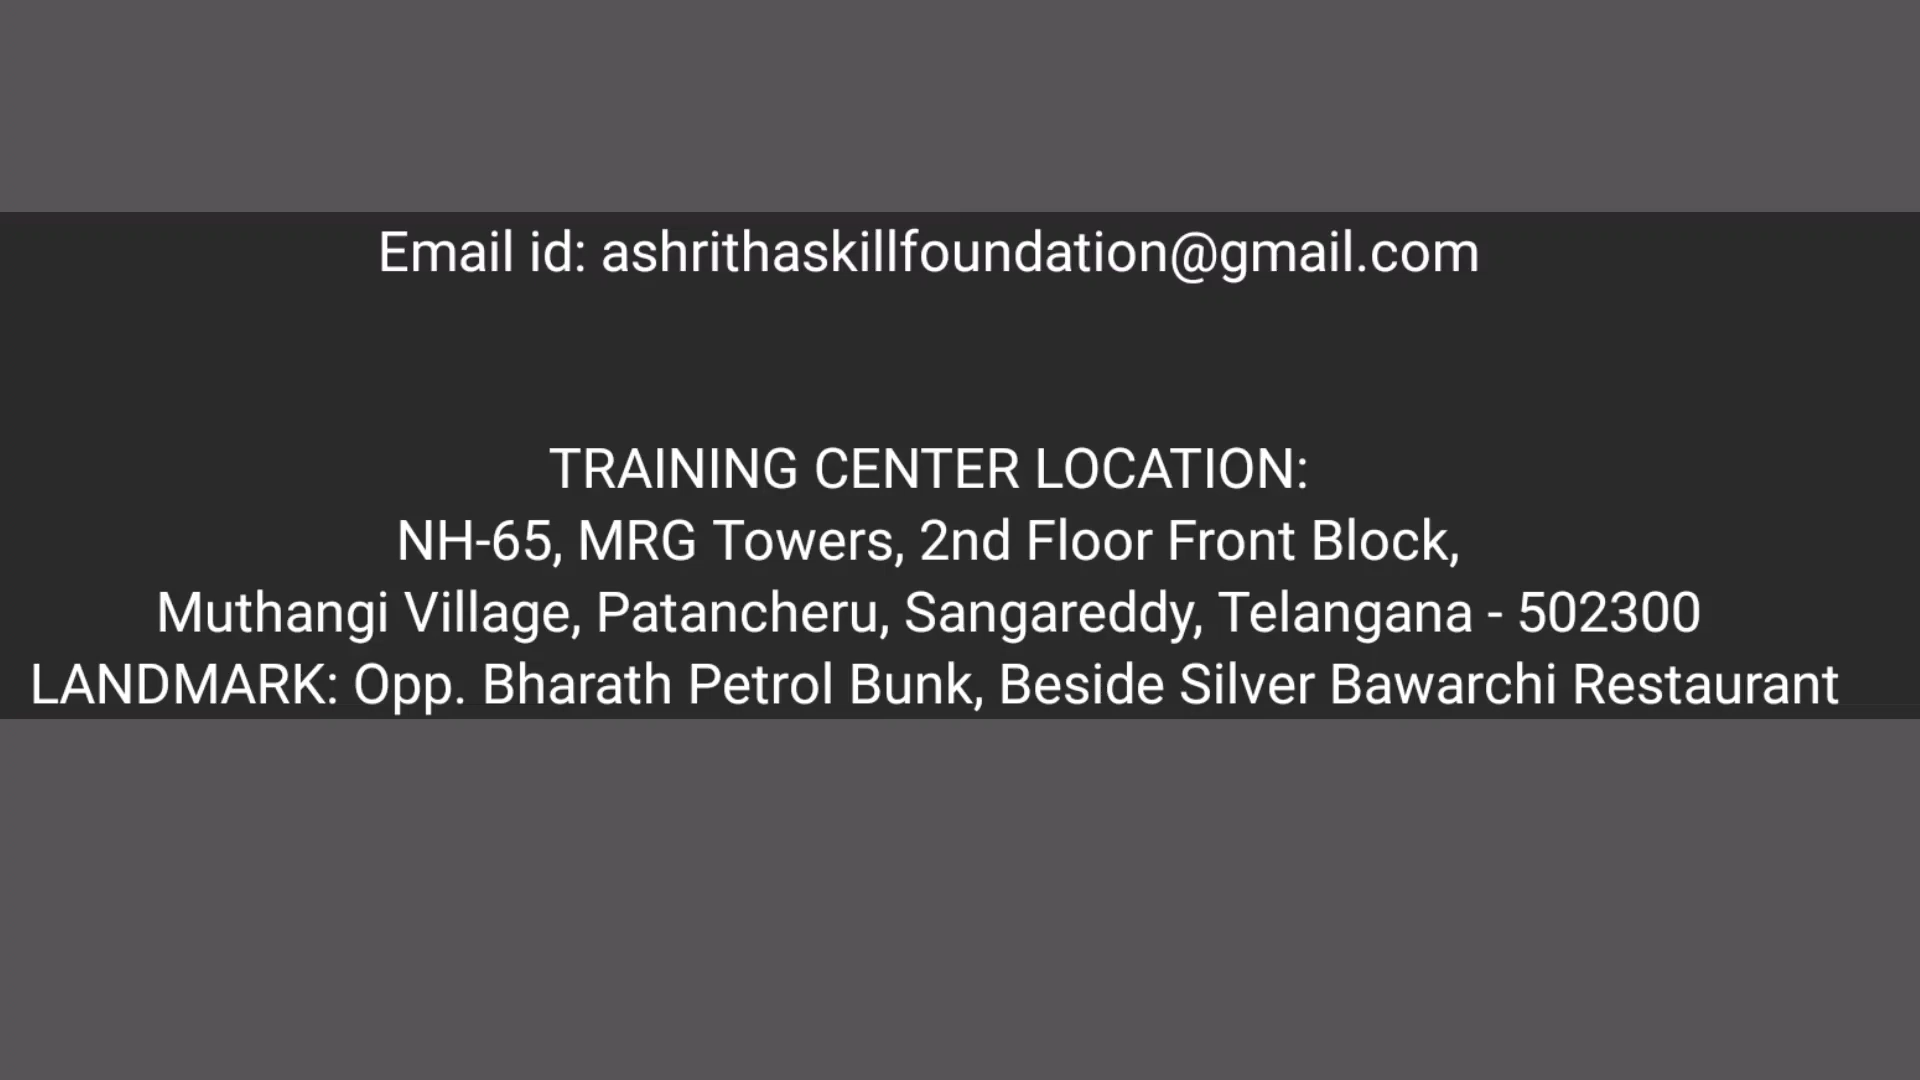 Email id: ashrithaskillfoundation@gmail.com
TRAINING CENTER LOCATION:
NH-65, MRG Towers, 2nd Floor Front Block,
Muthangi Village, Patancheru, Sangareddy, Telangana - 502300
LANDMARK: Opp. Bharath Petrol Bunk, Beside Silver Bawarchi Restaurant